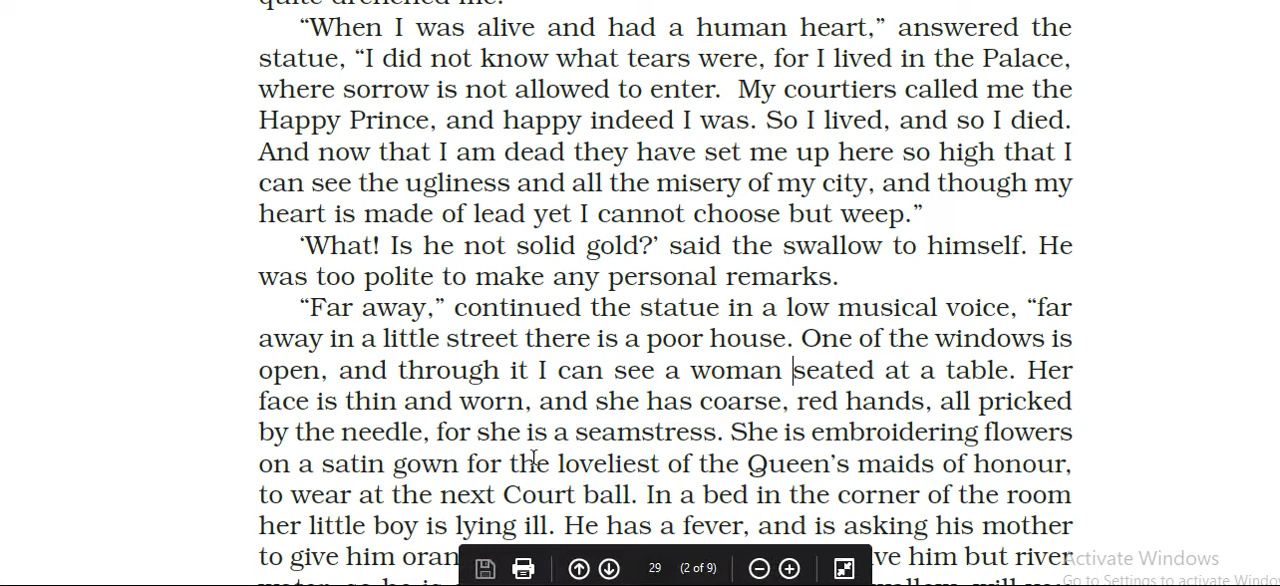 quite drenched me.
“When I was alive and had a human heart,” answered the
statue, “I did not know what tears were, for I lived in the Palace,
where sorrow is not allowed to enter.  My courtiers called me the
Happy Prince, and happy indeed I was. So I lived, and so I died.
And now that I am dead they have set me up here so high that I
can see the ugliness and all the misery of my city, and though my
heart is made of lead yet I cannot choose but weep.”
‘What! Is he not solid gold?’ said the swallow to himself. He
was too polite to make any personal remarks.
“Far away,” continued the statue in a low musical voice, “far
away in a little street there is a poor house. One of the windows is
open, and through it I can see a woman seated at a table. Her
face is thin and worn, and she has coarse, red hands, all pricked
by the needle, for she is a seamstress. She is embroidering flowers
on a satin gown for the loveliest of the Queen’s maids of honour,
to wear at the next Court ball. In a bed in the corner of the room
her little boy is lying ill. He has a fever, and is asking his mother
to give him him but river
29 (2 of 9)
Activate Windows
Go to Settings to activate